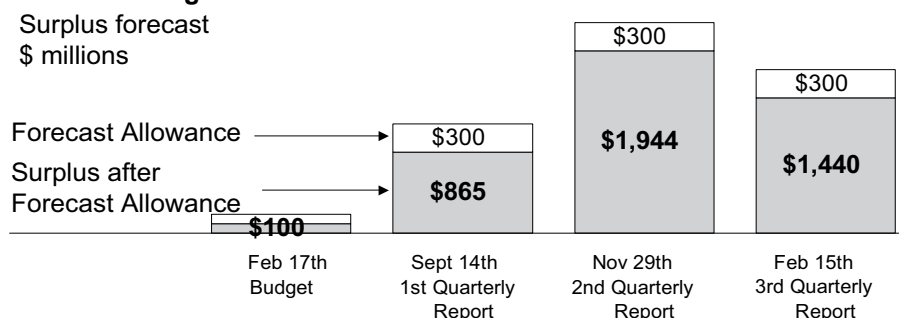 Surplus forecast
$ millions
$300
$300
$300
Forecast Allowance
$1,944
$1,440
Surplus after
Forecast Allowance
$865
$100
Feb 17th
Budget
Sept 14th
1st Quarterly
Report
Nov 29th
2nd Quarterly
Report
Feb 15th
3rd Quarterly
Report